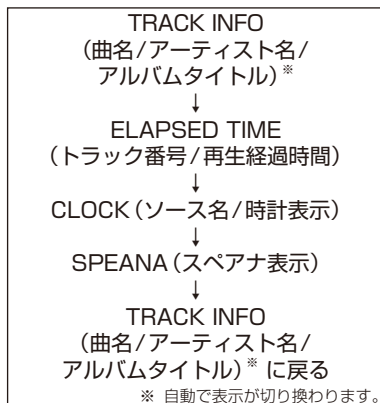 TRACK INFO
(曲名/アーティスト名/
アルバムタイトル)※
↓
ELAPSED TIME
(トラック番号/再生経過時間)
↓
CLOCK(ソース名/時計表示)
↓
SPEANA(スペアナ表示)
↓
TRACK INFO
(曲名/アーティスト名/
アルバムタイトル)※ に戻る
※ 自動で表示が切り換わります。